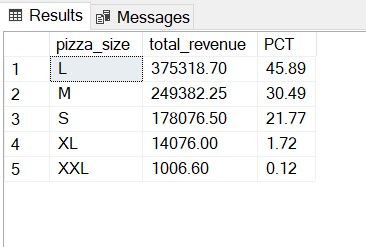 Results Messages
pizza_size total_revenue PCT
1 L 375318.70 45.89
2 M 249382.25 30.49
3 S 178076.50 21.77
4 XL 14076.00 1.72
5 XXL 1006.60 0.12